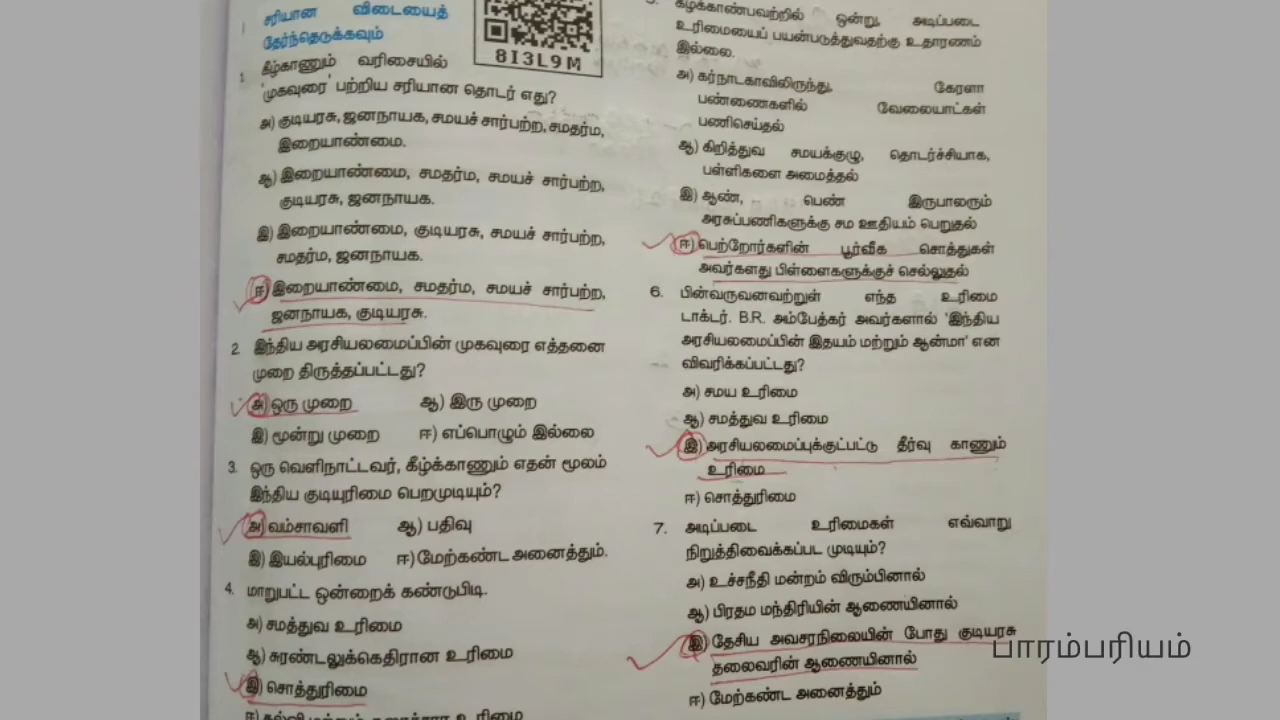 சரியான விடையைத்
தேர்ந்தெடுக்கவும்
8I3L9M
1. கீழ்காணும் வரிசையில்
'முகவுரை' பற்றிய சரியான தொடர் எது?
அ) குடியரசு, ஜனநாயக, சமயச் சார்பற்ற, சமதர்ம,
இறையாண்மை.
ஆ) இறையாண்மை, சமதர்ம, சமயச் சார்பற்ற,
குடியரசு, ஜனநாயக.
இ) இறையாண்மை, குடியரசு, சமயச் சார்பற்ற,
சமதர்ம, ஜனநாயக.
ஈ) இறையாண்மை, சமதர்ம, சமயச் சார்பற்ற,
ஜனநாயக, குடியரசு.
2. இந்திய அரசியலமைப்பின் முகவுரை எத்தனை
முறை திருத்தப்பட்டது?
அ) ஒரு முறை ஆ) இரு முறை
இ) மூன்று முறை ஈ) எப்பொழும் இல்லை
3. ஒரு வெளிநாட்டவர், கீழ்க்காணும் எதன் மூலம்
இந்திய குடியுரிமை பெறமுடியும்?
அ) வம்சாவளி ஆ) பதிவு
இ) இயல்புரிமை ஈ) மேற்கண்ட அனைத்தும்.
4. மாறுபட்ட ஒன்றைக் கண்டுபிடி.
அ) சமத்துவ உரிமை
ஆ) சுரண்டலுக்கெதிரான உரிமை
இ) சொத்துரிமை
கீழ்க்காண்பவற்றில் ஒன்று, அடிப்படை
உரிமையைப் பயன்படுத்துவதற்கு உதாரணம்
இல்லை.
அ) கர்நாடகாவிலிருந்து, கேரளா
பண்ணைகளில் வேலையாட்கள்
பணிசெய்தல்
ஆ) கிறித்துவ சமயக்குழு, தொடர்ச்சியாக,
பள்ளிகளை அமைத்தல்
இ) ஆண், பெண் இருபாலரும்
அரசுப்பணிகளுக்கு சம ஊதியம் பெறுதல்
ஈ) பெற்றோர்களின் பூர்வீக சொத்துகள்
அவர்களது பிள்ளைகளுக்குச் செல்லுதல்
6. பின்வருவனவற்றுள் எந்த உரிமை
டாக்டர். B.R. அம்பேத்கர் அவர்களால் 'இந்திய
அரசியலமைப்பின் இதயம் மற்றும் ஆன்மா' என
விவரிக்கப்பட்டது?
அ) சமய உரிமை
ஆ) சமத்துவ உரிமை
இ) அரசியலமைப்புக்குட்பட்டு தீர்வு காணும்
உரிமை
ஈ) சொத்துரிமை
7. அடிப்படை உரிமைகள் எவ்வாறு
நிறுத்திவைக்கப்பட முடியும்?
அ) உச்சநீதி மன்றம் விரும்பினால்
ஆ) பிரதம மந்திரியின் ஆணையினால்
இ) தேசிய அவசரநிலையின் போது குடியரசு
தலைவரின் ஆணையினால்
ஈ) மேற்கண்ட அனைத்தும்
பாரம்பரியம்